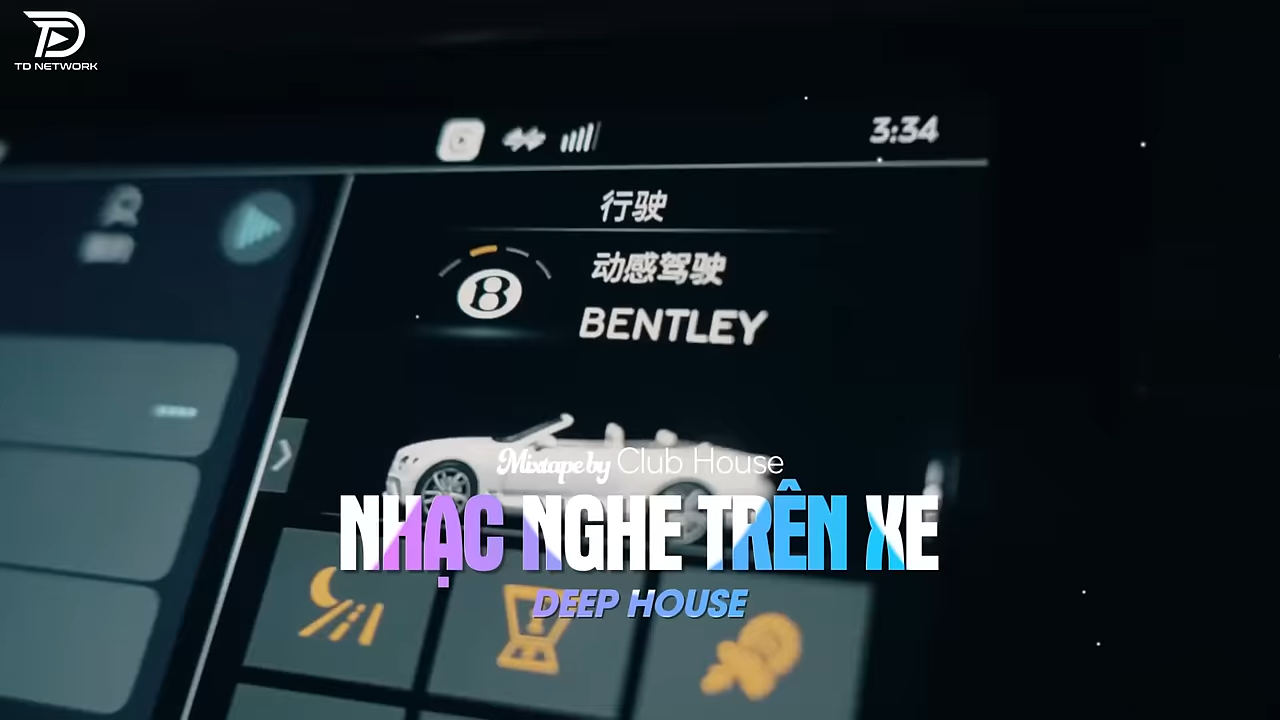 TD NETWORK
3:34
行驶
动感驾驶
BENTLEY
Mixtape by Club House
NHẠC NGHE TRÊN XE
DEEP HOUSE